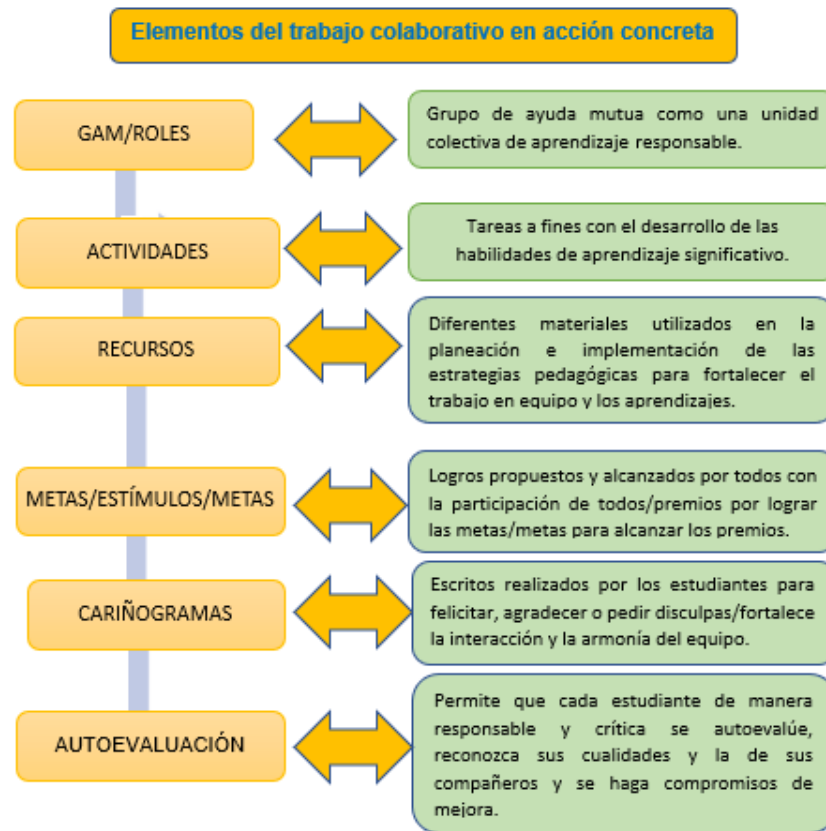 Elementos del trabajo colaborativo en acción concreta
GAM/ROLES
Grupo de ayuda mutua como una unidad
colectiva de aprendizaje responsable.
ACTIVIDADES
Tareas a fines con el desarrollo de las
habilidades de aprendizaje significativo.
RECURSOS
Diferentes materiales utilizados en la
planeación e implementación de las
estrategias pedagógicas para fortalecer el
trabajo en equipo y los aprendizajes.
METAS/ESTÍMULOS/METAS
Logros propuestos y alcanzados por todos con
la participación de todos/premios por lograr
las metas/metas para alcanzar los premios.
CARIÑOGRAMAS
Escritos realizados por los estudiantes para
felicitar, agradecer o pedir disculpas/fortalece
la interacción y la armonía del equipo.
AUTOEVALUACIÓN
Permite que cada estudiante de manera
responsable y crítica se autoevalúe,
reconozca sus cualidades y la de sus
compañeros y se haga compromisos de
mejora.